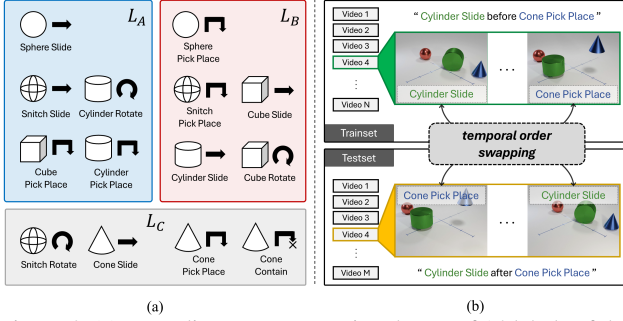 L_A
Sphere Slide
Snitch Slide
Cylinder Rotate
Cube
Pick Place
Cylinder
Pick Place
L_B
Sphere
Pick Place
Snitch
Pick Place
Cube Slide
Cylinder Slide
Cube Rotate
L_C
Snitch Rotate
Cone Slide
Cone
Pick Place
Cone
Contain
(a)
Video 1
Video 2
Video 3
Video 4
⋮
Video N
Trainset
“ Cylinder Slide before Cone Pick Place ”
Cylinder Slide
. . .
Cone Pick Place
temporal order
swapping
Testset
Video 1
Video 2
Video 3
Video 4
⋮
Video M
Cone Pick Place
. . .
Cylinder Slide
“ Cylinder Slide after Cone Pick Place ”
(b)